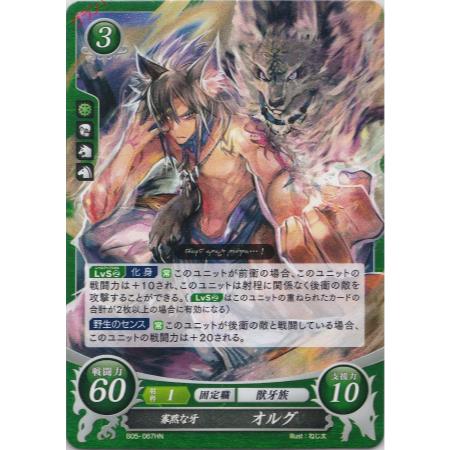 3
LvS2 化身 常 このユニットが前衛の場合、このユニットの
戦闘力は+10され、このユニットは射程に関係なく後衛の敵を
攻撃することができる。(LvS2はこのユニットの重ねられたカードの
合計が2枚以上の場合に有効になる)
野生のセンス 常 このユニットが後衛の敵と戦闘している場合、
このユニットの戦闘力は+20される。
戦闘力
60
射程 1 固定職 獣牙族
支援力
10
寡黙な牙 オルグ
B05-067HN
Illust：ねじ太